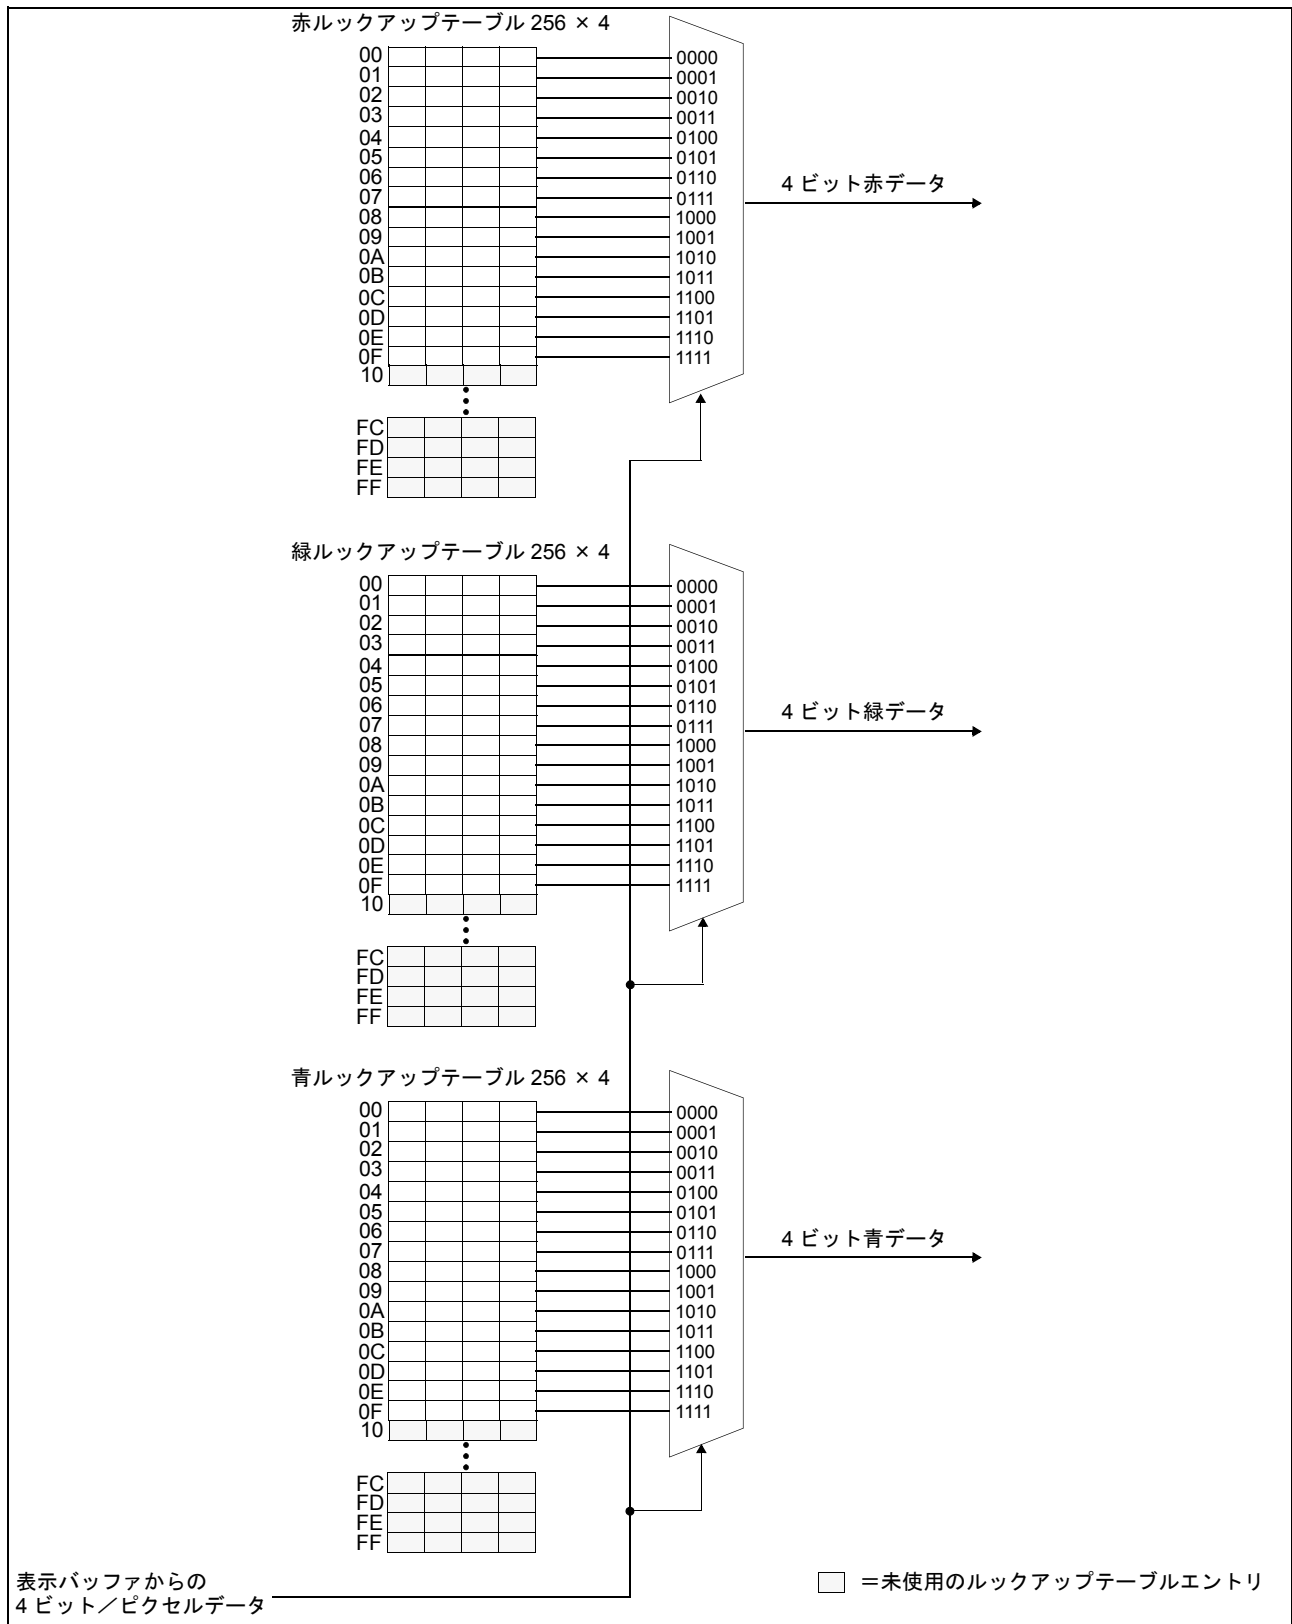 赤ルックアップテーブル 256 × 4
00 0000
01 0001
02 0010
03 0011
04 0100
05 0101
06 0110
07 0111
08 1000
09 1001
0A 1010
0B 1011
0C 1100
0D 1101
0E 1110
0F 1111
10
FC
FD
FE
FF
4 ビット赤データ
緑ルックアップテーブル 256 × 4
00 0000
01 0001
02 0010
03 0011
04 0100
05 0101
06 0110
07 0111
08 1000
09 1001
0A 1010
0B 1011
0C 1100
0D 1101
0E 1110
0F 1111
10
FC
FD
FE
FF
4 ビット緑データ
青ルックアップテーブル 256 × 4
00 0000
01 0001
02 0010
03 0011
04 0100
05 0101
06 0110
07 0111
08 1000
09 1001
0A 1010
0B 1011
0C 1100
0D 1101
0E 1110
0F 1111
10
FC
FD
FE
FF
4 ビット青データ
表示バッファからの
4 ビット／ピクセルデータ
＝未使用のルックアップテーブルエントリ